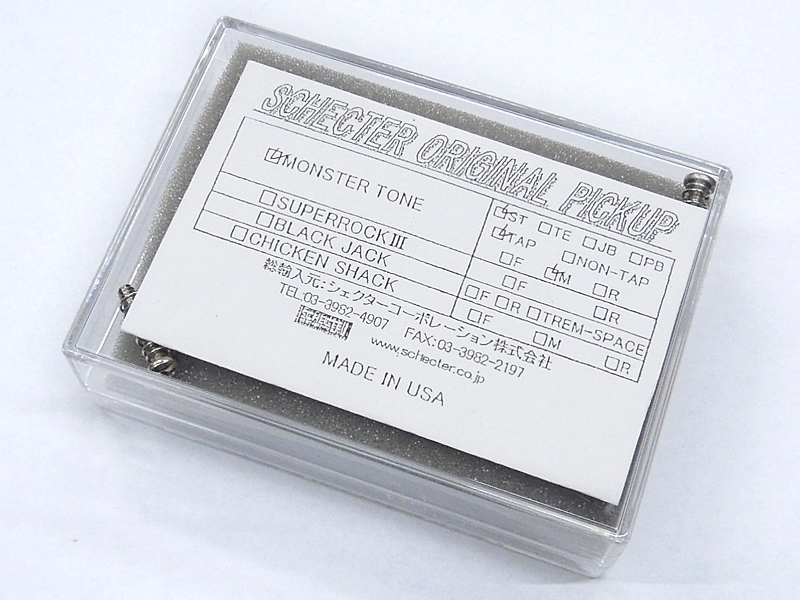 SCHECTER ORIGINAL PICKUP
☑MONSTER TONE
☑ST □TE □JB □PB
☑TAP □NON-TAP
□F ☑M □R
□SUPERROCKⅢ □F □R
□BLACK JACK □F □R □TREM-SPACE
□CHICKEN SHACK □F □M □R
総輸入元:シェクターコーポレーション株式会社
TEL.03-3982-4907 FAX:03-3982-2197
SCHECTER www.schecter.co.jp
MADE IN USA